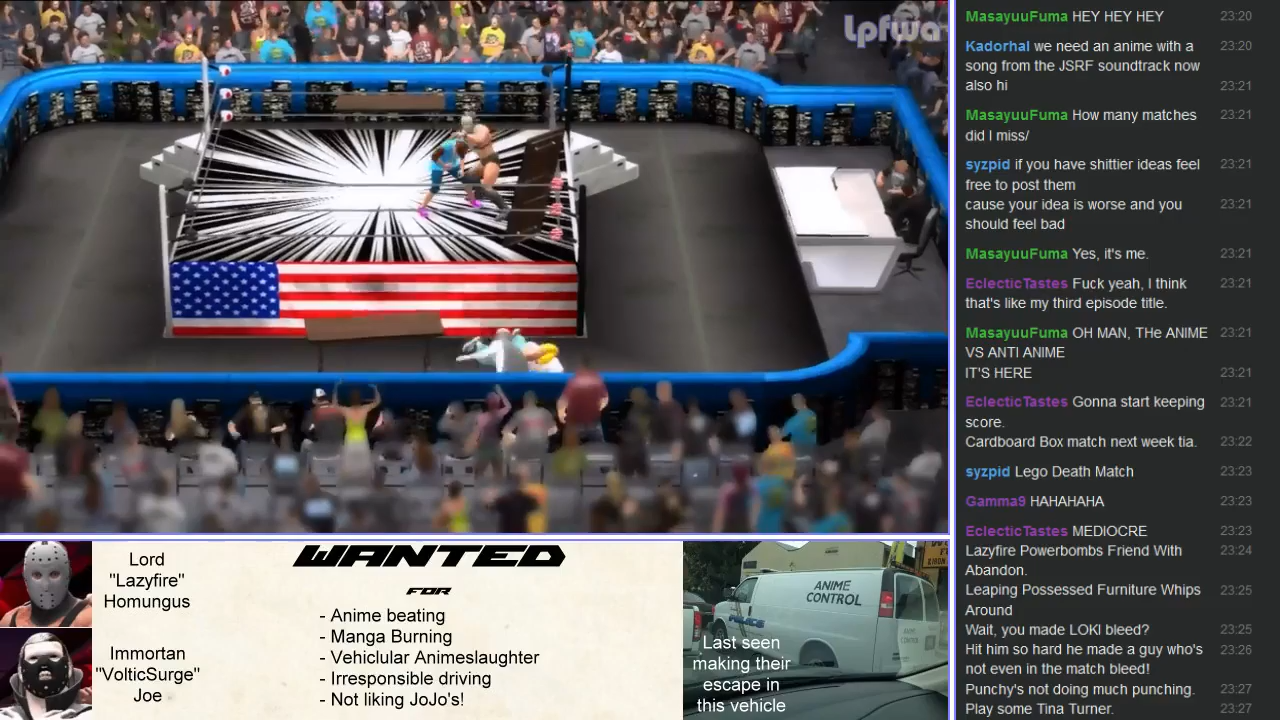 Lpfwa
MasayuuFuma HEY HEY HEY 23:20
Kadorhal we need an anime with a 23:20
song from the JSRF soundtrack now
also hi 23:21
MasayuuFuma How many matches 23:21
did I miss/
syzpid if you have shittier ideas feel 23:21
free to post them
cause your idea is worse and you 23:21
should feel bad
MasayuuFuma Yes, it's me. 23:21
EclecticTastes Fuck yeah, I think 23:21
that's like my third episode title.
MasayuuFuma OH MAN, THe ANIME 23:21
VS ANTI ANIME
IT'S HERE 23:21
EclecticTastes Gonna start keeping 23:21
score.
Cardboard Box match next week tia. 23:22
syzpid Lego Death Match 23:23
Gamma9 HAHAHAHA 23:23
EclecticTastes MEDIOCRE 23:23
Lazyfire Powerbombs Friend With 23:24
Abandon.
Leaping Possessed Furniture Whips 23:25
Around
Wait, you made LOKI bleed? 23:25
Hit him so hard he made a guy who's 23:26
not even in the match bleed!
Punchy's not doing much punching. 23:27
Play some Tina Turner. 23:27
Lord
"Lazyfire"
Homungus
Immortan
"VolticSurge"
Joe
WANTED
FOR
- Anime beating
- Manga Burning
- Vehiclular Animeslaughter
- Irresponsible driving
- Not liking JoJo's!
ANIME
CONTROL
Last seen
making their
escape in
this vehicle